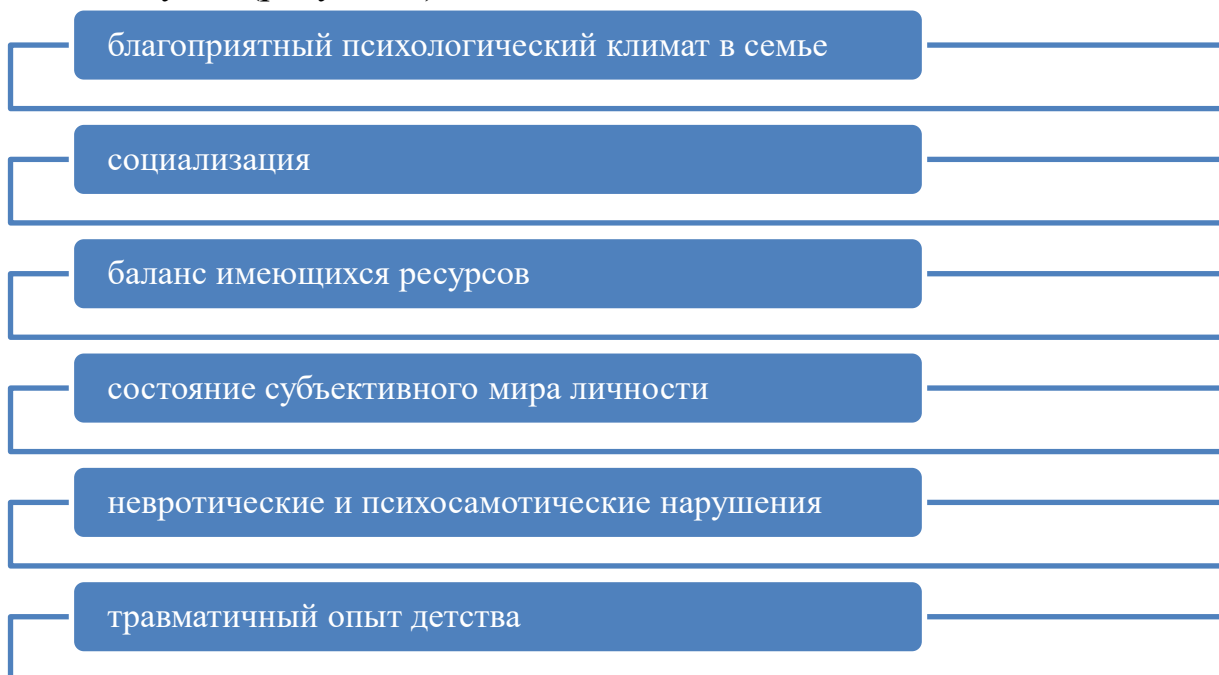 благоприятный психологический климат в семье
социализация
баланс имеющихся ресурсов
состояние субъективного мира личности
невротические и психосамотические нарушения
травматичный опыт детства